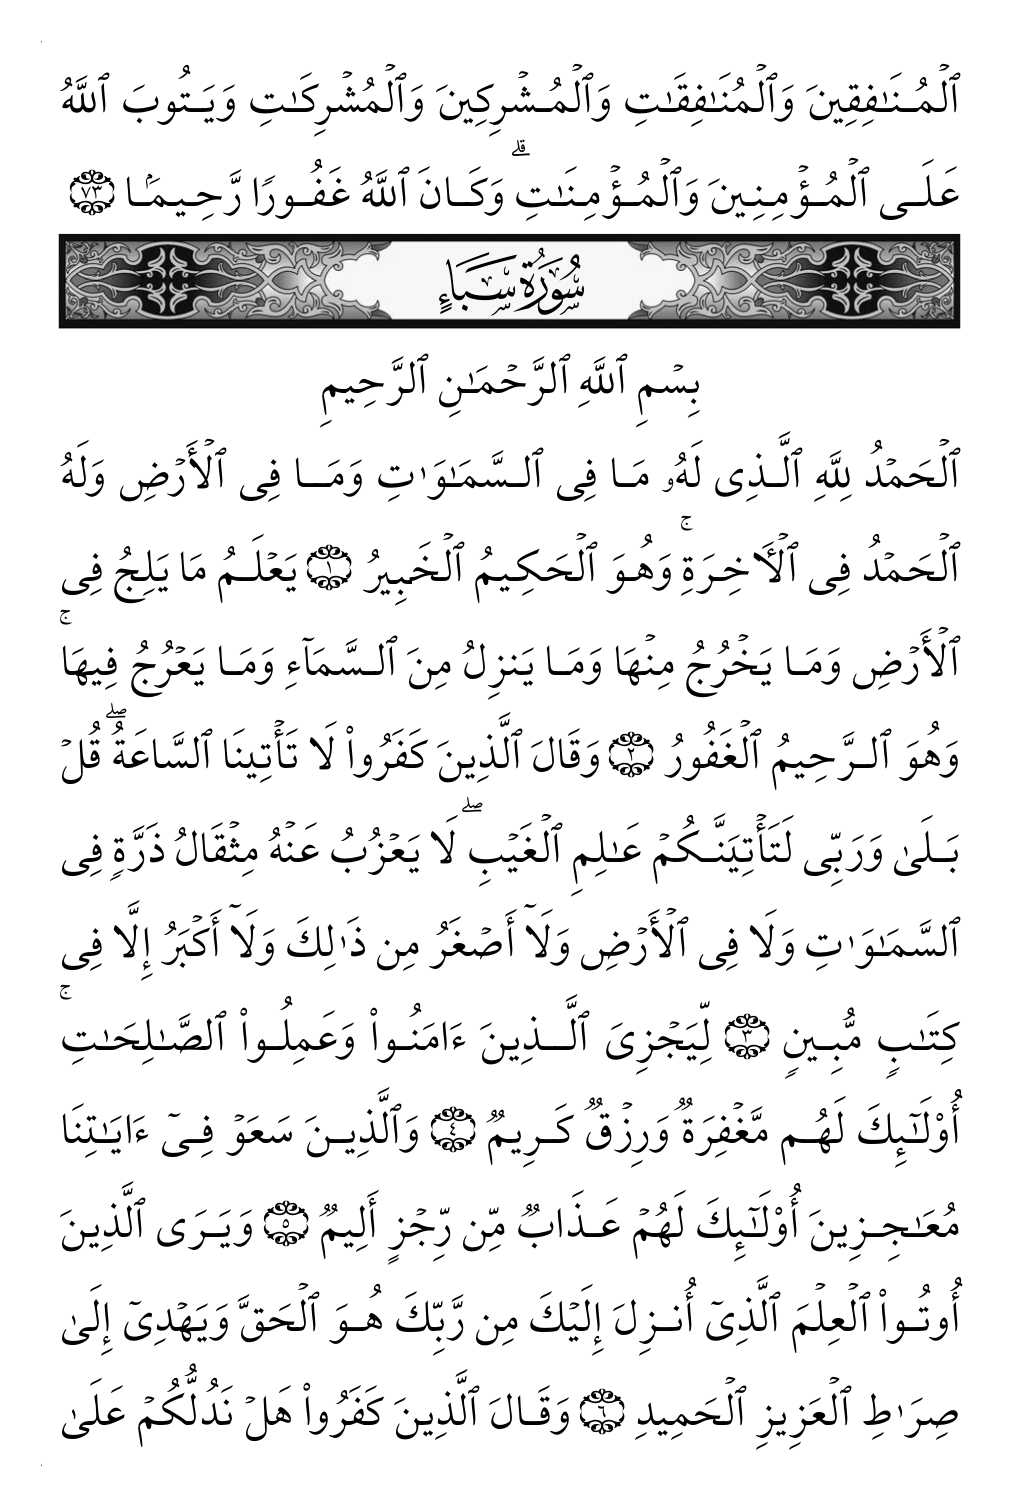 ٱلْمُنَـٰفِقِينَ وَٱلْمُنَـٰفِقَـٰتِ وَٱلْمُشْرِكِينَ وَٱلْمُشْرِكَـٰتِ وَيَتُوبَ ٱللَّهُ
عَلَى ٱلْمُؤْمِنِينَ وَٱلْمُؤْمِنَـٰتِ ۗ وَكَانَ ٱللَّهُ غَفُورًا رَّحِيمًۢا ٧٣
سُورَةُ سَبَإٍ
بِسْمِ ٱللَّهِ ٱلرَّحْمَـٰنِ ٱلرَّحِيمِ
ٱلْحَمْدُ لِلَّهِ ٱلَّذِى لَهُۥ مَا فِى ٱلسَّمَـٰوَٰتِ وَمَا فِى ٱلْأَرْضِ وَلَهُ
ٱلْحَمْدُ فِى ٱلْـَٔاخِرَةِ ۚ وَهُوَ ٱلْحَكِيمُ ٱلْخَبِيرُ ١ يَعْلَمُ مَا يَلِجُ فِى
ٱلْأَرْضِ وَمَا يَخْرُجُ مِنْهَا وَمَا يَنزِلُ مِنَ ٱلسَّمَآءِ وَمَا يَعْرُجُ فِيهَا ۚ
وَهُوَ ٱلرَّحِيمُ ٱلْغَفُورُ ٢ وَقَالَ ٱلَّذِينَ كَفَرُوا۟ لَا تَأْتِينَا ٱلسَّاعَةُ ۖ قُلْ
بَلَىٰ وَرَبِّى لَتَأْتِيَنَّكُمْ عَـٰلِمِ ٱلْغَيْبِ ۖ لَا يَعْزُبُ عَنْهُ مِثْقَالُ ذَرَّةٍ فِى
ٱلسَّمَـٰوَٰتِ وَلَا فِى ٱلْأَرْضِ وَلَآ أَصْغَرُ مِن ذَٰلِكَ وَلَآ أَكْبَرُ إِلَّا فِى
كِتَـٰبٍ مُّبِينٍ ٣ لِّيَجْزِىَ ٱلَّذِينَ ءَامَنُوا۟ وَعَمِلُوا۟ ٱلصَّـٰلِحَـٰتِ ۚ
أُو۟لَـٰٓئِكَ لَهُم مَّغْفِرَةٌ وَرِزْقٌ كَرِيمٌ ٤ وَٱلَّذِينَ سَعَوْ فِىٓ ءَايَـٰتِنَا
مُعَـٰجِزِينَ أُو۟لَـٰٓئِكَ لَهُمْ عَذَابٌ مِّن رِّجْزٍ أَلِيمٌ ٥ وَيَرَى ٱلَّذِينَ
أُوتُوا۟ ٱلْعِلْمَ ٱلَّذِىٓ أُنزِلَ إِلَيْكَ مِن رَّبِّكَ هُوَ ٱلْحَقَّ وَيَهْدِىٓ إِلَىٰ
صِرَٰطِ ٱلْعَزِيزِ ٱلْحَمِيدِ ٦ وَقَالَ ٱلَّذِينَ كَفَرُوا۟ هَلْ نَدُلُّكُمْ عَلَىٰ